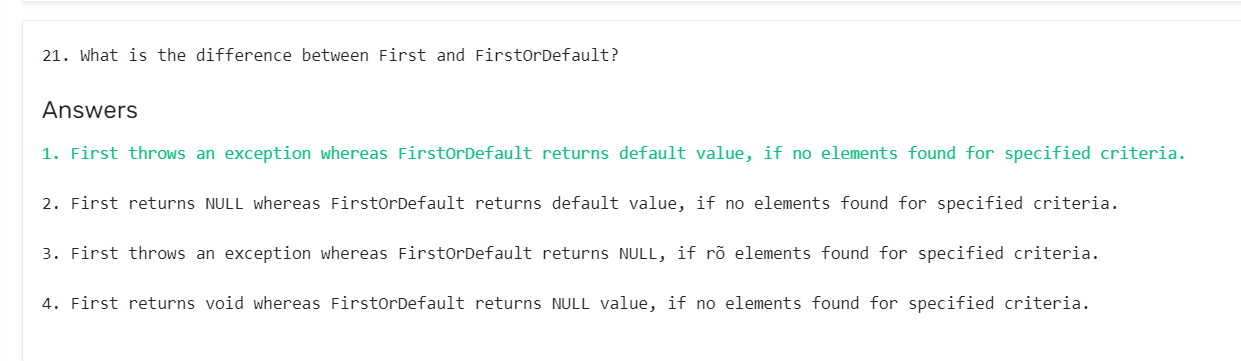 21. What is the difference between First and FirstOrDefault?
Answers
1. First throws an exception whereas FirstOrDefault returns default value, if no elements found for specified criteria.
2. First returns NULL whereas FirstOrDefault returns default value, if no elements found for specified criteria.
3. First throws an exception whereas FirstOrDefault returns NULL, if rõ elements found for specified criteria.
4. First returns void whereas FirstOrDefault returns NULL value, if no elements found for specified criteria.